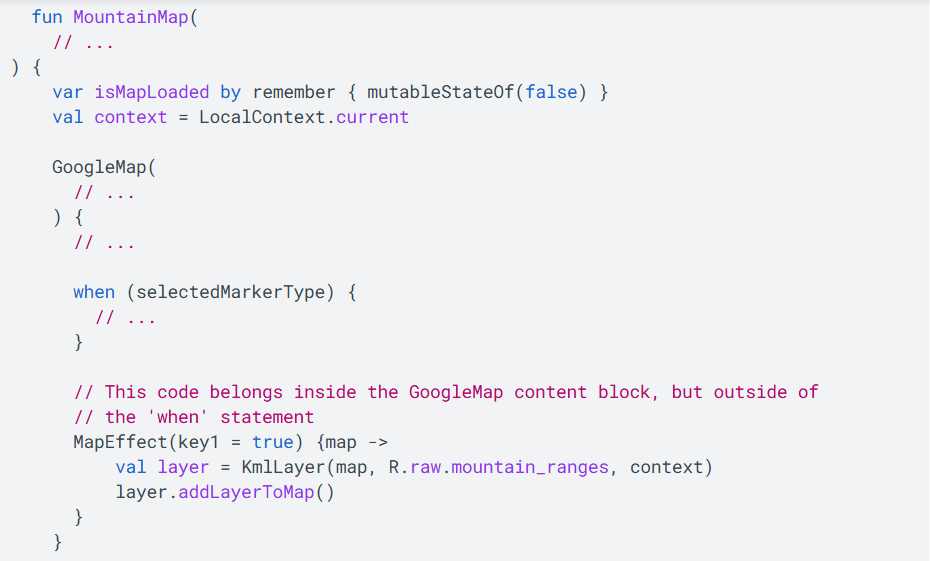 fun MountainMap(
// ...
) {
var isMapLoaded by remember { mutableStateOf(false) }
val context = LocalContext.current
GoogleMap(
// ...
) {
// ...
when (selectedMarkerType) {
// ...
}
// This code belongs inside the GoogleMap content block, but outside of
// the 'when' statement
MapEffect(key1 = true) {map ->
val layer = KmlLayer(map, R.raw.mountain_ranges, context)
layer.addLayerToMap()
}
}